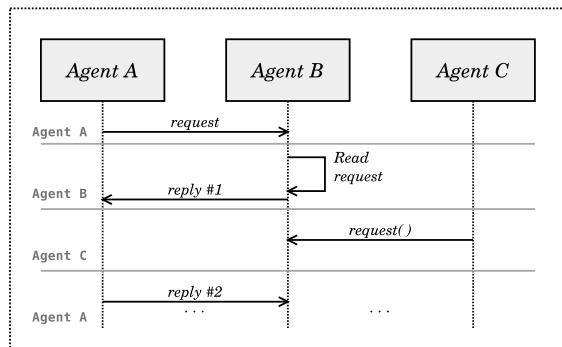 Agent A Agent B Agent C
request
Agent A
Read
request
reply #1
Agent B
request( )
Agent C
reply #2
. . . . . .
Agent A